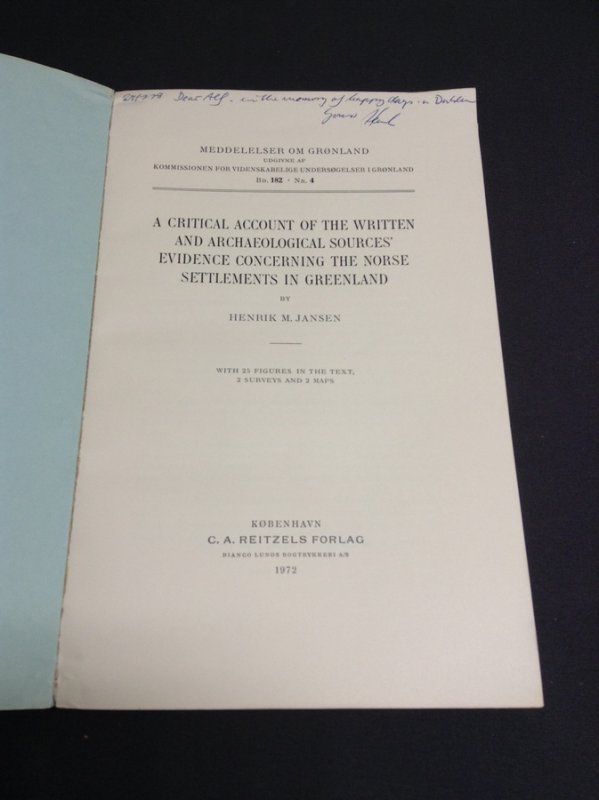 Dear Alf, in the memory of happy days in
MEDDELELSER OM GRØNLAND
UDGIVNE AF
KOMMISSIONEN FOR VIDENSKABELIGE UNDERSØGELSER I GRØNLAND
BD. 182 · NR. 4
A CRITICAL ACCOUNT OF THE WRITTEN
AND ARCHAEOLOGICAL SOURCES'
EVIDENCE CONCERNING THE NORSE
SETTLEMENTS IN GREENLAND
BY
HENRIK M. JANSEN
WITH 25 FIGURES IN THE TEXT,
2 SURVEYS AND 2 MAPS
KØBENHAVN
C. A. REITZELS FORLAG
BIANCO LUNOS BOGTRYKKERI A/S
1972